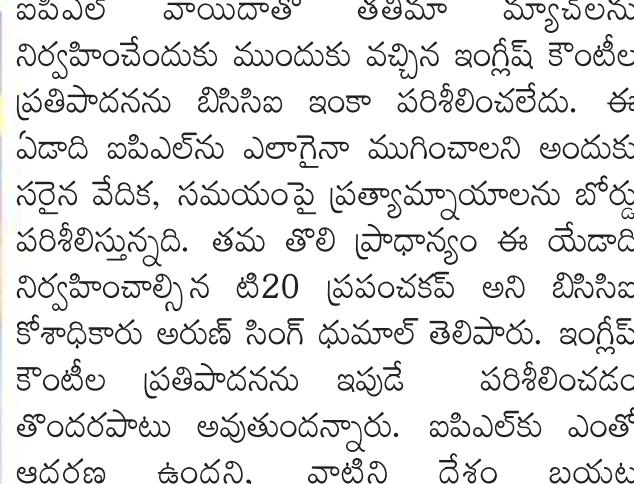 ఐపిఎల్ వాయిదాతో తతిమా మ్యాచ్‌లను
నిర్వహించేందుకు ముందుకు వచ్చిన ఇంగ్లీష్ కౌంటీల
ప్రతిపాదనను బిసిసిఐ ఇంకా పరిశీలించలేదు. ఈ
ఏడాది ఐపిఎల్‌ను ఎలాగైనా ముగించాలని అందుకు
సరైన వేదిక, సమయంపై ప్రత్యామ్నాయాలను బోర్డు
పరిశీలిస్తున్నది. తమ తొలి ప్రాధాన్యం ఈ యేడాది
నిర్వహించాల్సిన టి20 ప్రపంచకప్ అని బిసిసిఐ
కోశాధికారు అరుణ్ సింగ్ ధుమాల్ తెలిపారు. ఇంగ్లీష్
కౌంటీల ప్రతిపాదనను ఇపుడే పరిశీలించడం
తొందరపాటు అవుతుందన్నారు. ఐపిఎల్‌కు ఎంతో
ఆదరణ ఉందని, వాటిని దేశం బయట